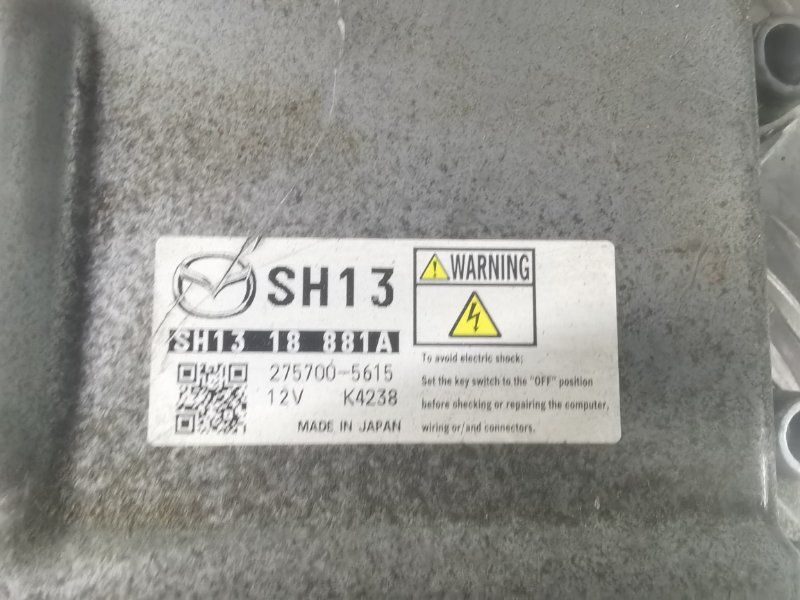 SH13
SH13 18 881A
275700-5615
12V K4238
MADE IN JAPAN
WARNING
To avoid electric shock;
Set the key switch to the "OFF" position
before checking or repairing the computer,
wiring or/and connectors.